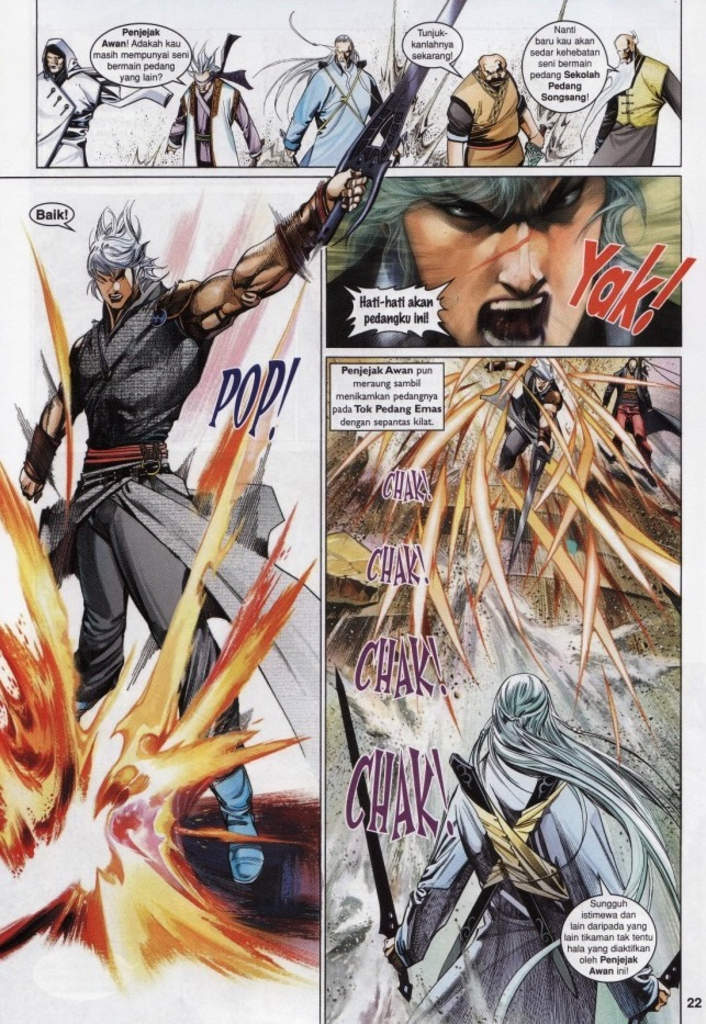 Penjejak
Awan! Adakah kau
masih mempunyai seni
bermain pedang
yang lain?
Tunjuk-
kanlahnya
sekarang!
Nanti
baru kau akan
sedar kehebatan
seni bermain
pedang Sekolah
Songsang!
Baik!
POP!
Hati-hati akan
pedangku ini!
Yak!
Penjejak Awan pun
meraung sambil
menikamkan pedangnya
pada Tok Pedang Emas
dengan sepantas kilat.
CHAK!
CHAK!
CHAK!
CHAK!
Sungguh
istimewa dan
lain daripada yang
lain tikaman tak tentu
hala yang diaktifkan
oleh Penjejak
Awan ini!
22